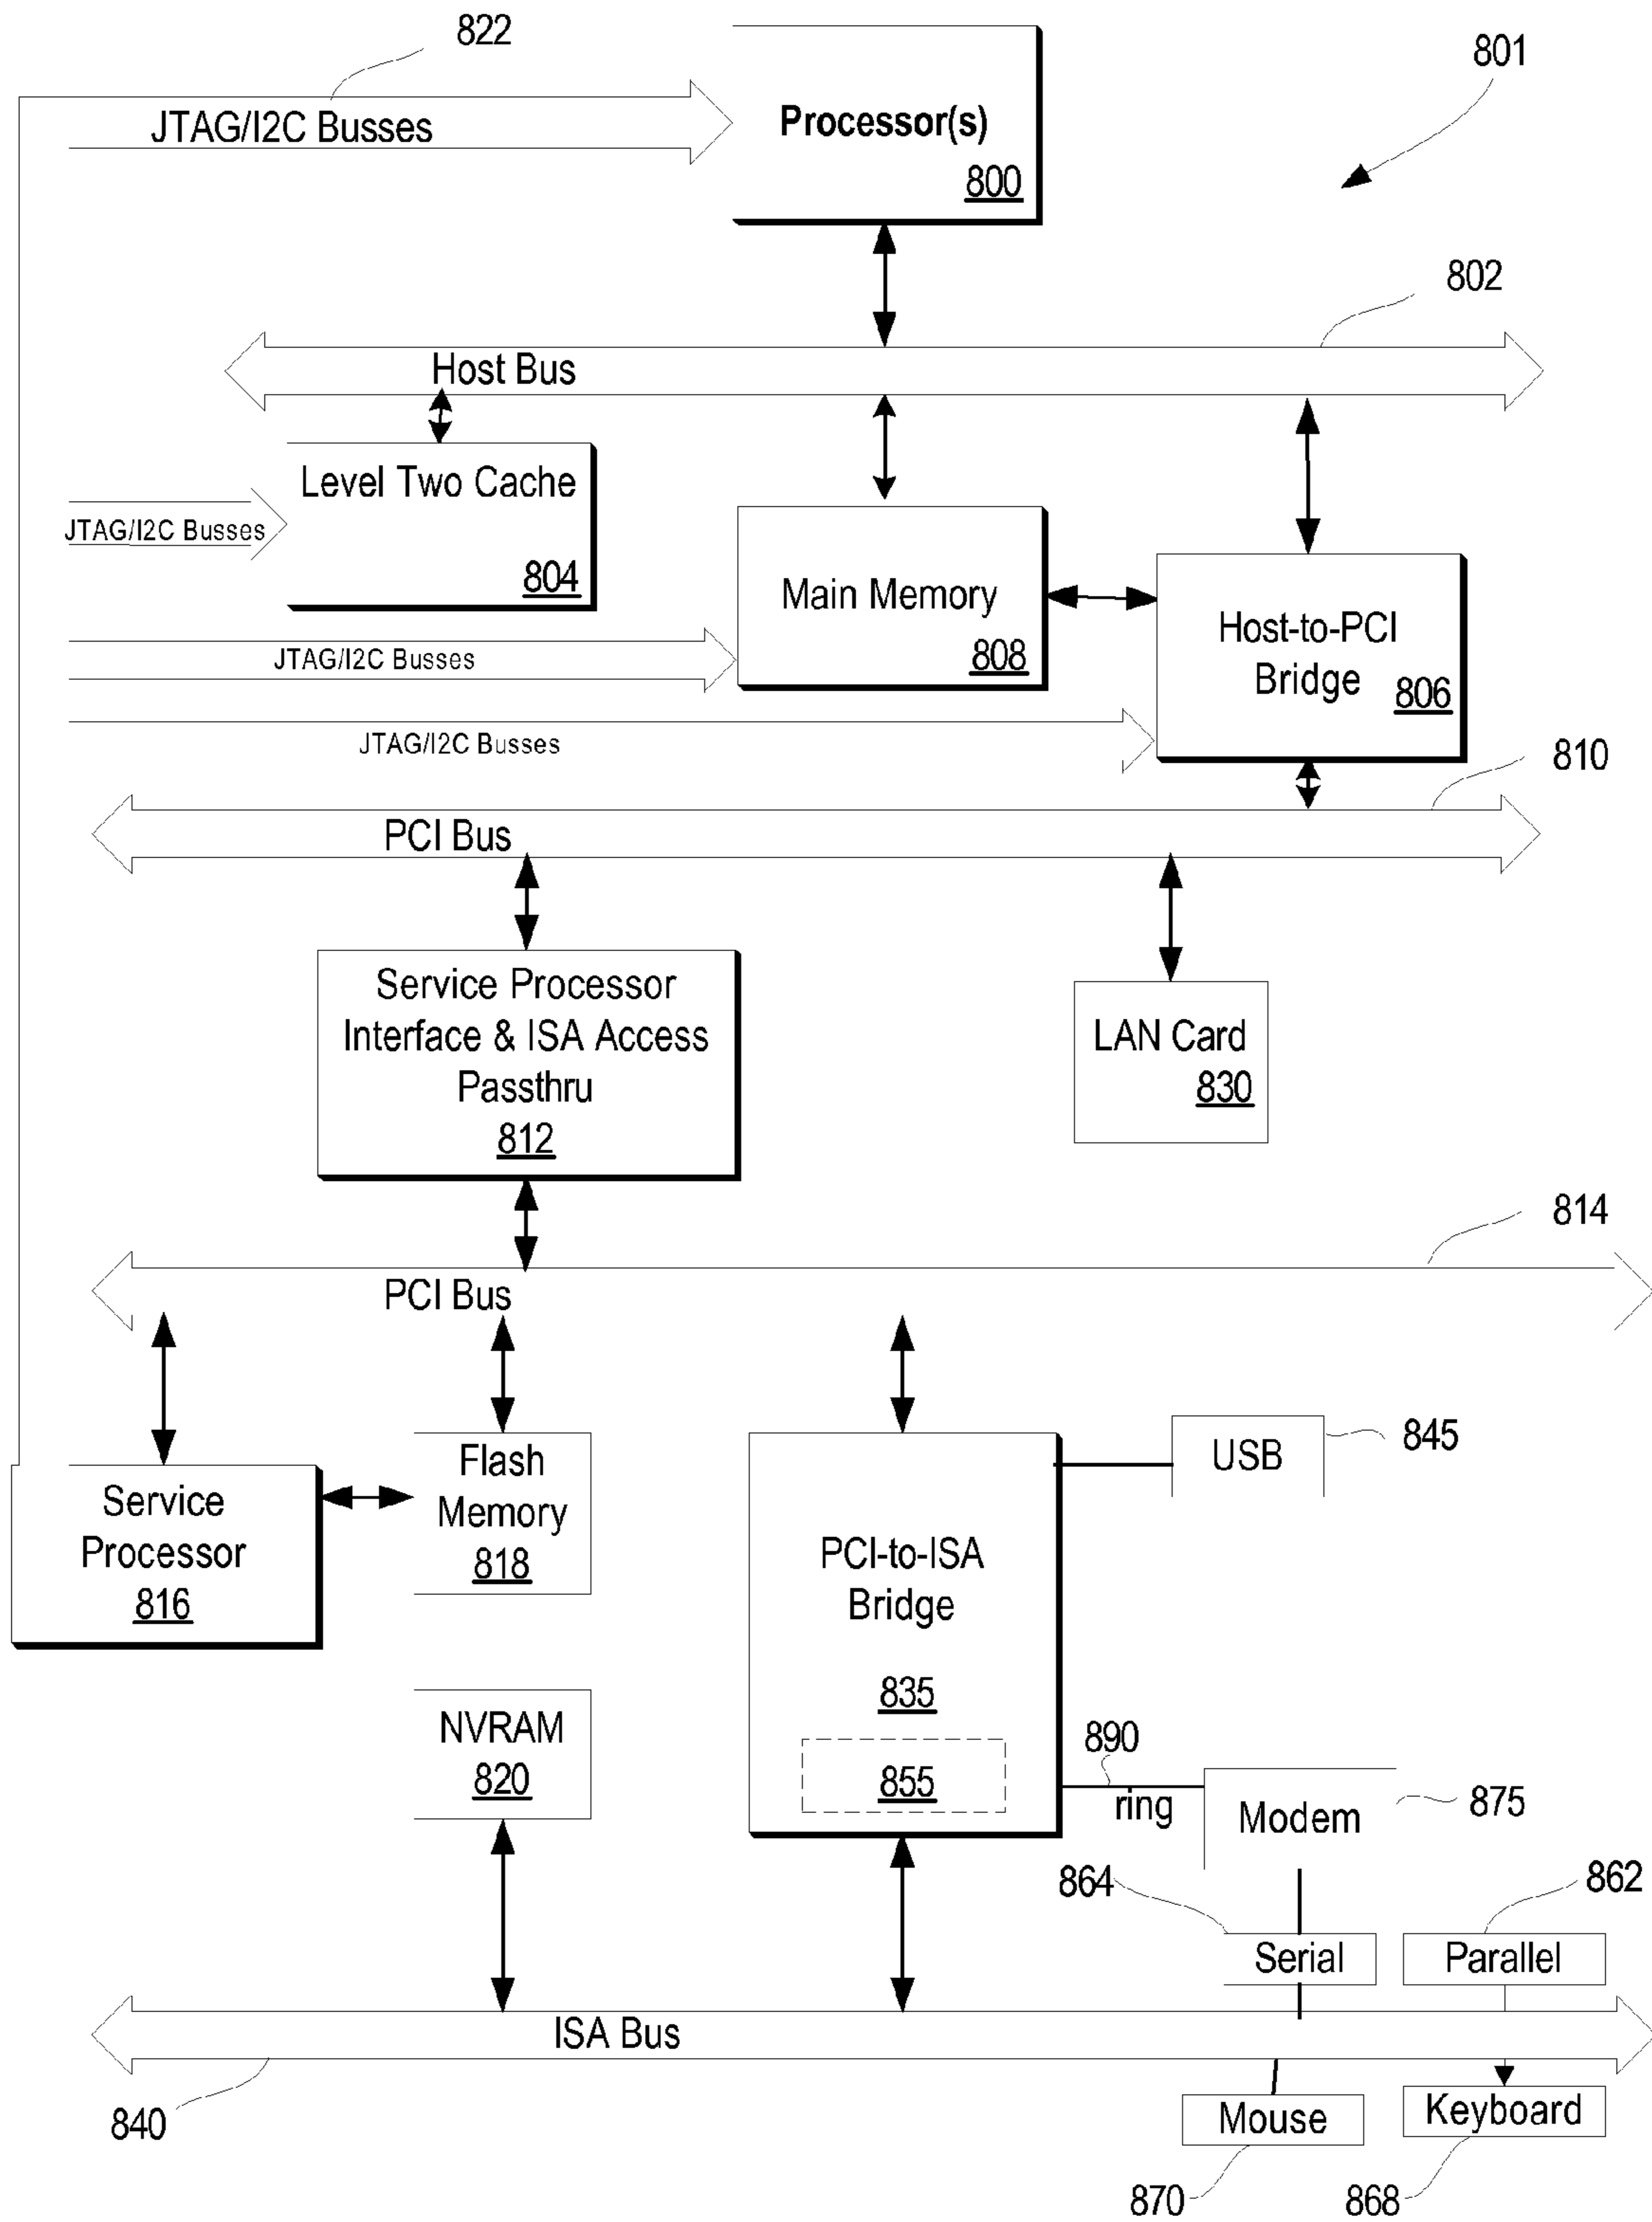 822
801
JTAG/I2C Busses
Processor(s)
800
802
Host Bus
Level Two Cache
804
JTAG/I2C Busses
Main Memory
808
Host-to-PCI
Bridge
806
JTAG/I2C Busses
JTAG/I2C Busses
810
PCI Bus
Service Processor
Interface & ISA Access
Passthru
812
LAN Card
830
814
PCI Bus
Service
Processor
816
Flash
Memory
818
USB
845
PCI-to-ISA
Bridge
835
855
NVRAM
820
890
ring
Modem
875
864
862
Serial
Parallel
ISA Bus
840
Mouse
Keyboard
870
868